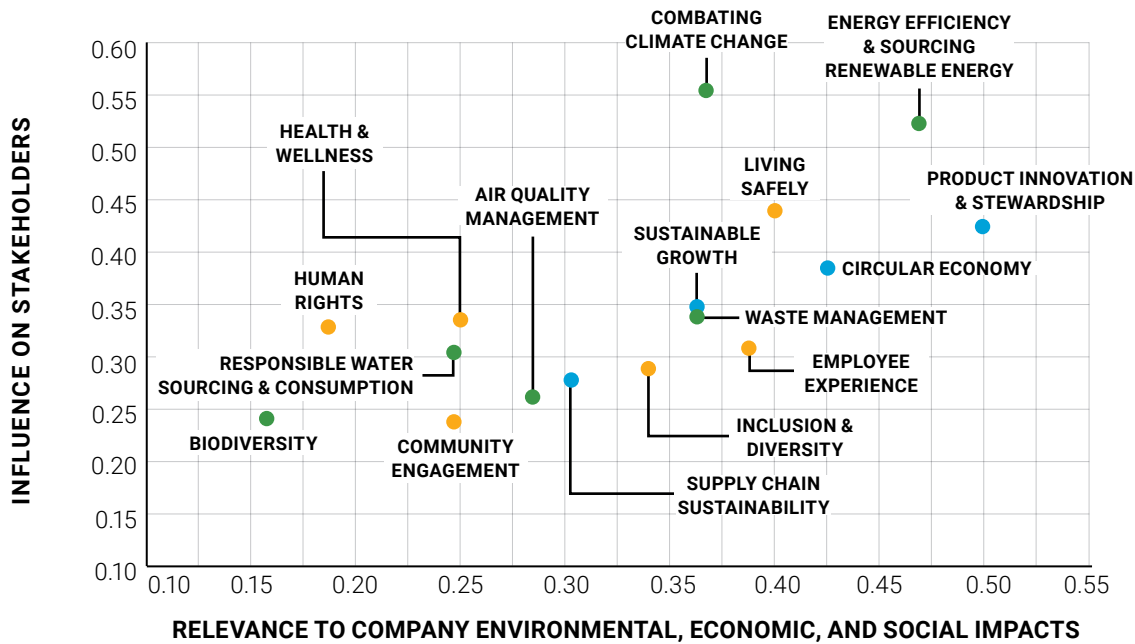 COMBATING
CLIMATE CHANGE
ENERGY EFFICIENCY
& SOURCING
RENEWABLE ENERGY
HEALTH &
WELLNESS
AIR QUALITY
MANAGEMENT
LIVING
SAFELY
PRODUCT INNOVATION
& STEWARDSHIP
SUSTAINABLE
GROWTH
CIRCULAR ECONOMY
HUMAN
RIGHTS
WASTE MANAGEMENT
RESPONSIBLE WATER
SOURCING & CONSUMPTION
EMPLOYEE
EXPERIENCE
BIODIVERSITY
COMMUNITY
ENGAGEMENT
INCLUSION &
DIVERSITY
SUPPLY CHAIN
SUSTAINABILITY
INFLUENCE ON STAKEHOLDERS
0.60
0.55
0.50
0.45
0.40
0.35
0.30
0.25
0.20
0.15
0.10
0.10 0.15 0.20 0.25 0.30 0.35 0.40 0.45 0.50 0.55
RELEVANCE TO COMPANY ENVIRONMENTAL, ECONOMIC, AND SOCIAL IMPACTS